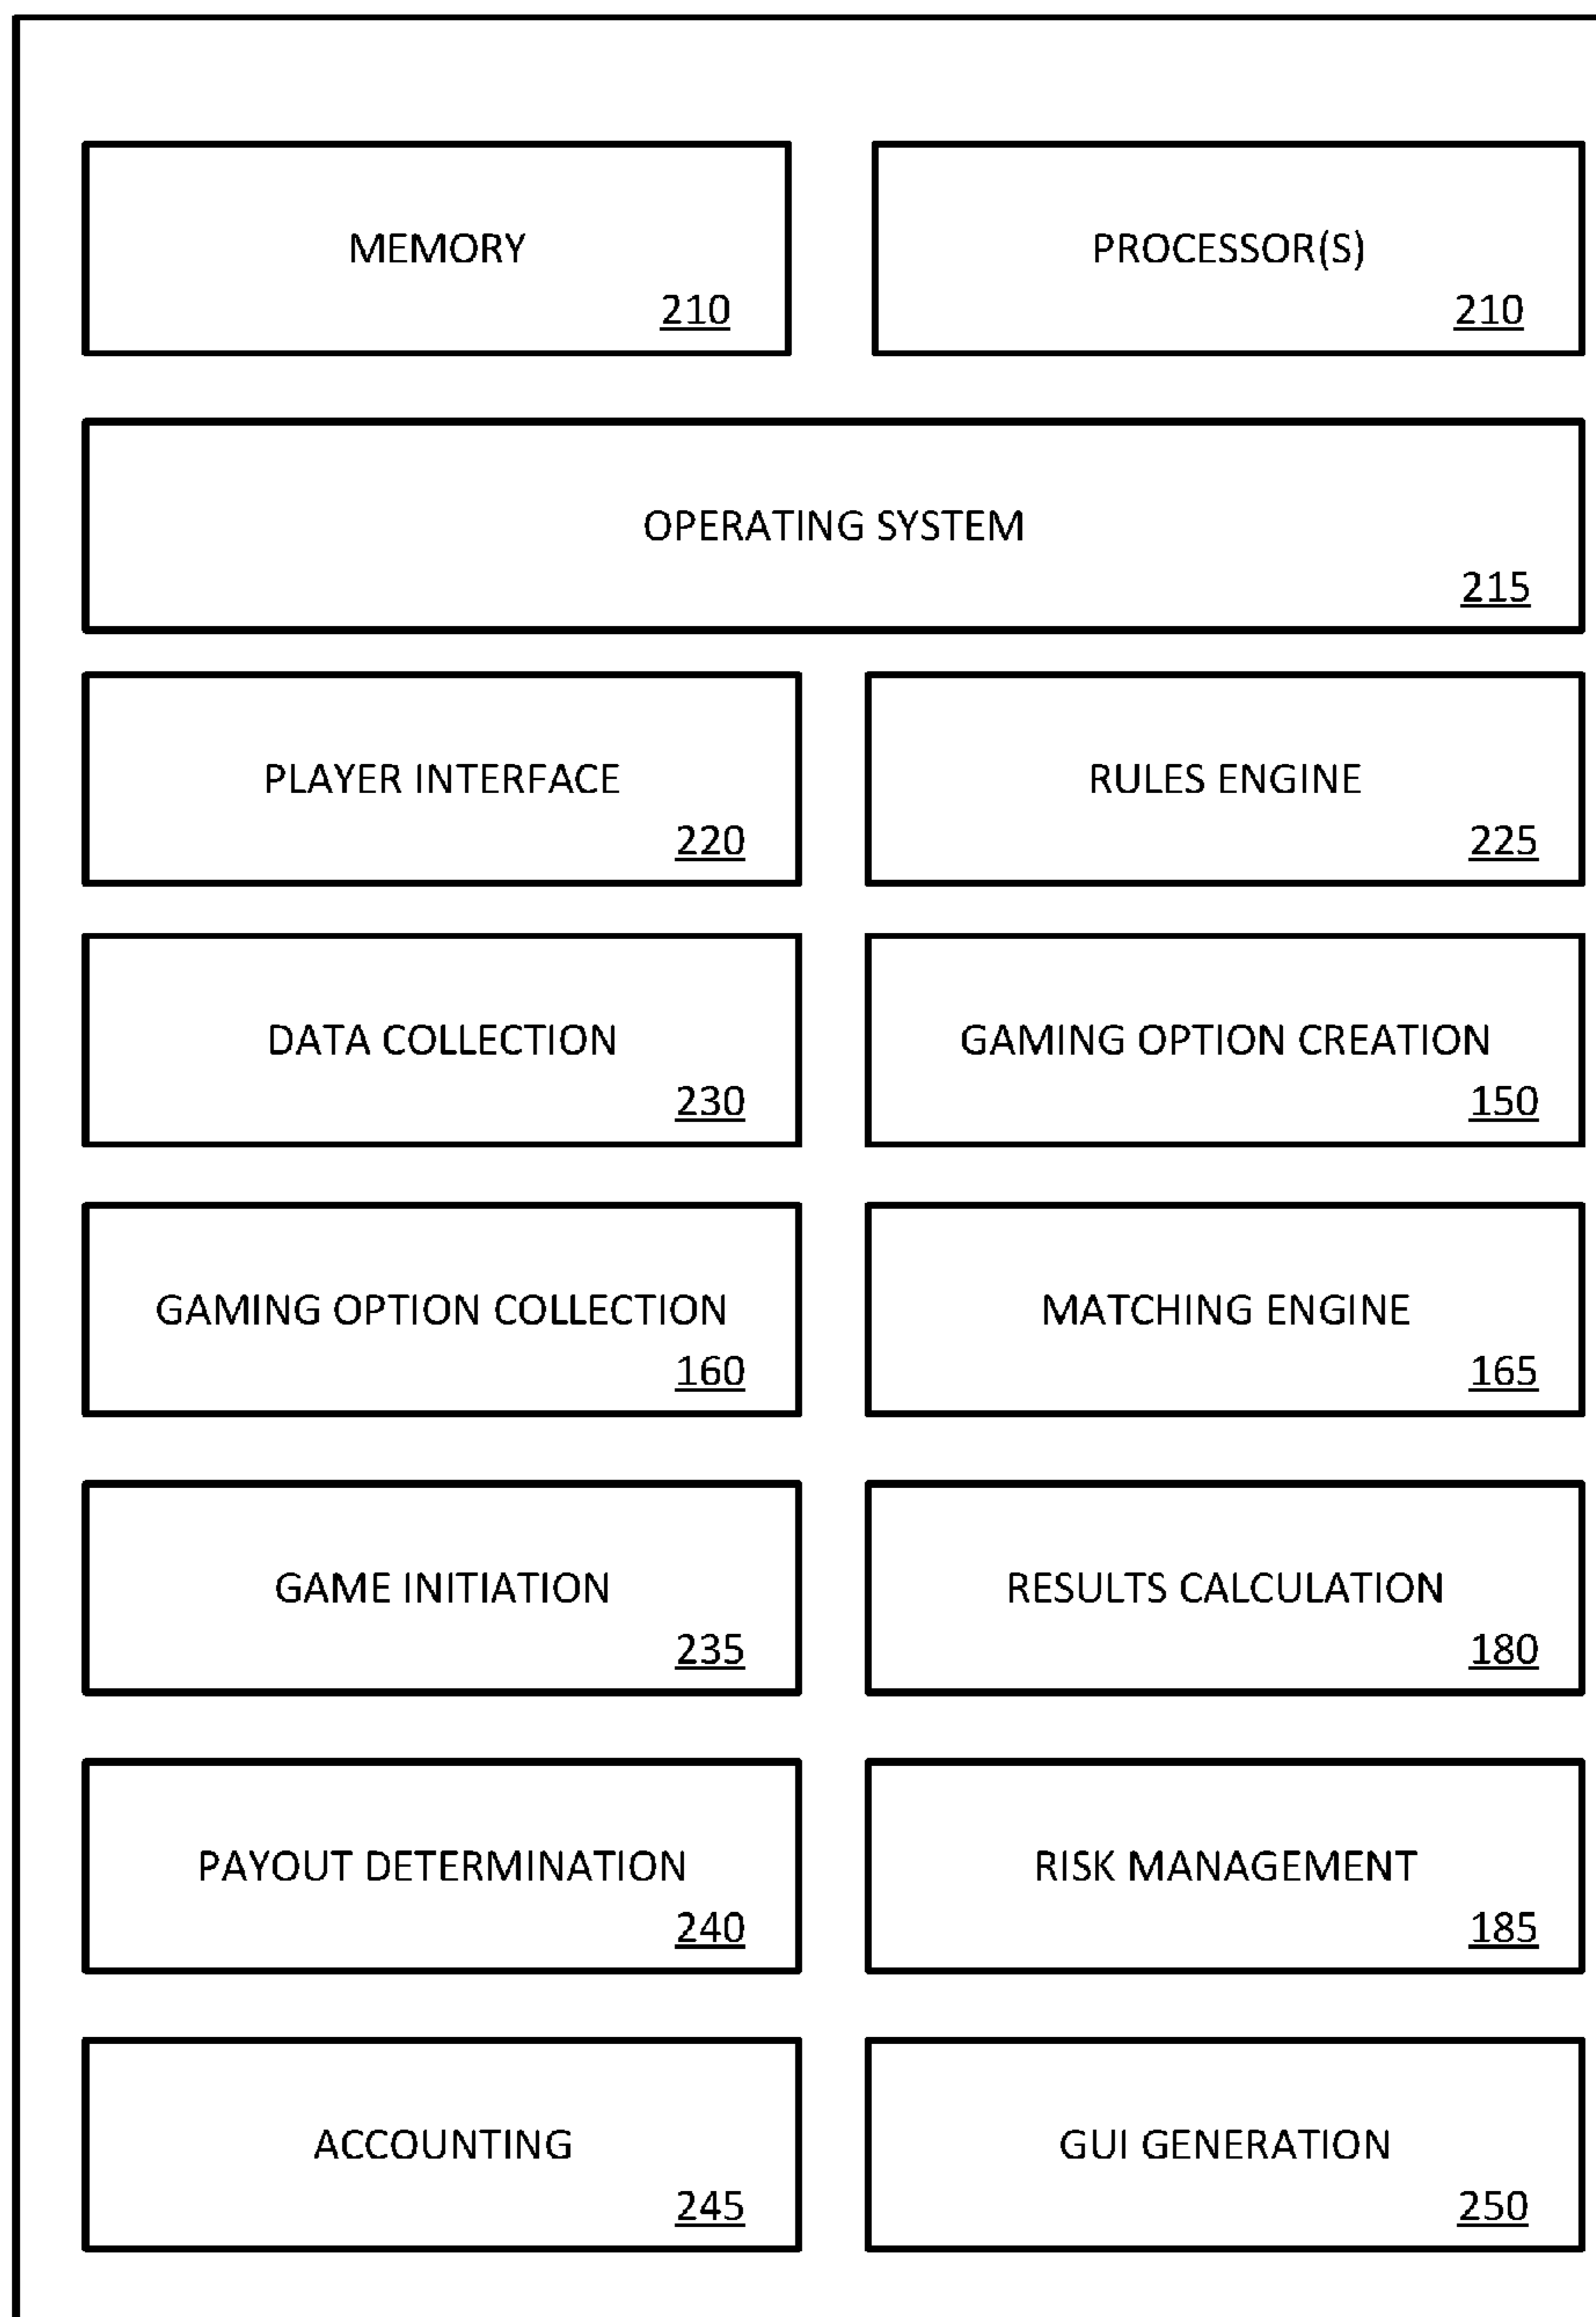 MEMORY
210
PROCESSOR(S)
210
OPERATING SYSTEM
215
PLAYER INTERFACE
220
RULES ENGINE
225
DATA COLLECTION
230
GAMING OPTION CREATION
150
GAMING OPTION COLLECTION
160
MATCHING ENGINE
165
GAME INITIATION
235
RESULTS CALCULATION
180
PAYOUT DETERMINATION
240
RISK MANAGEMENT
185
ACCOUNTING
245
GUI GENERATION
250